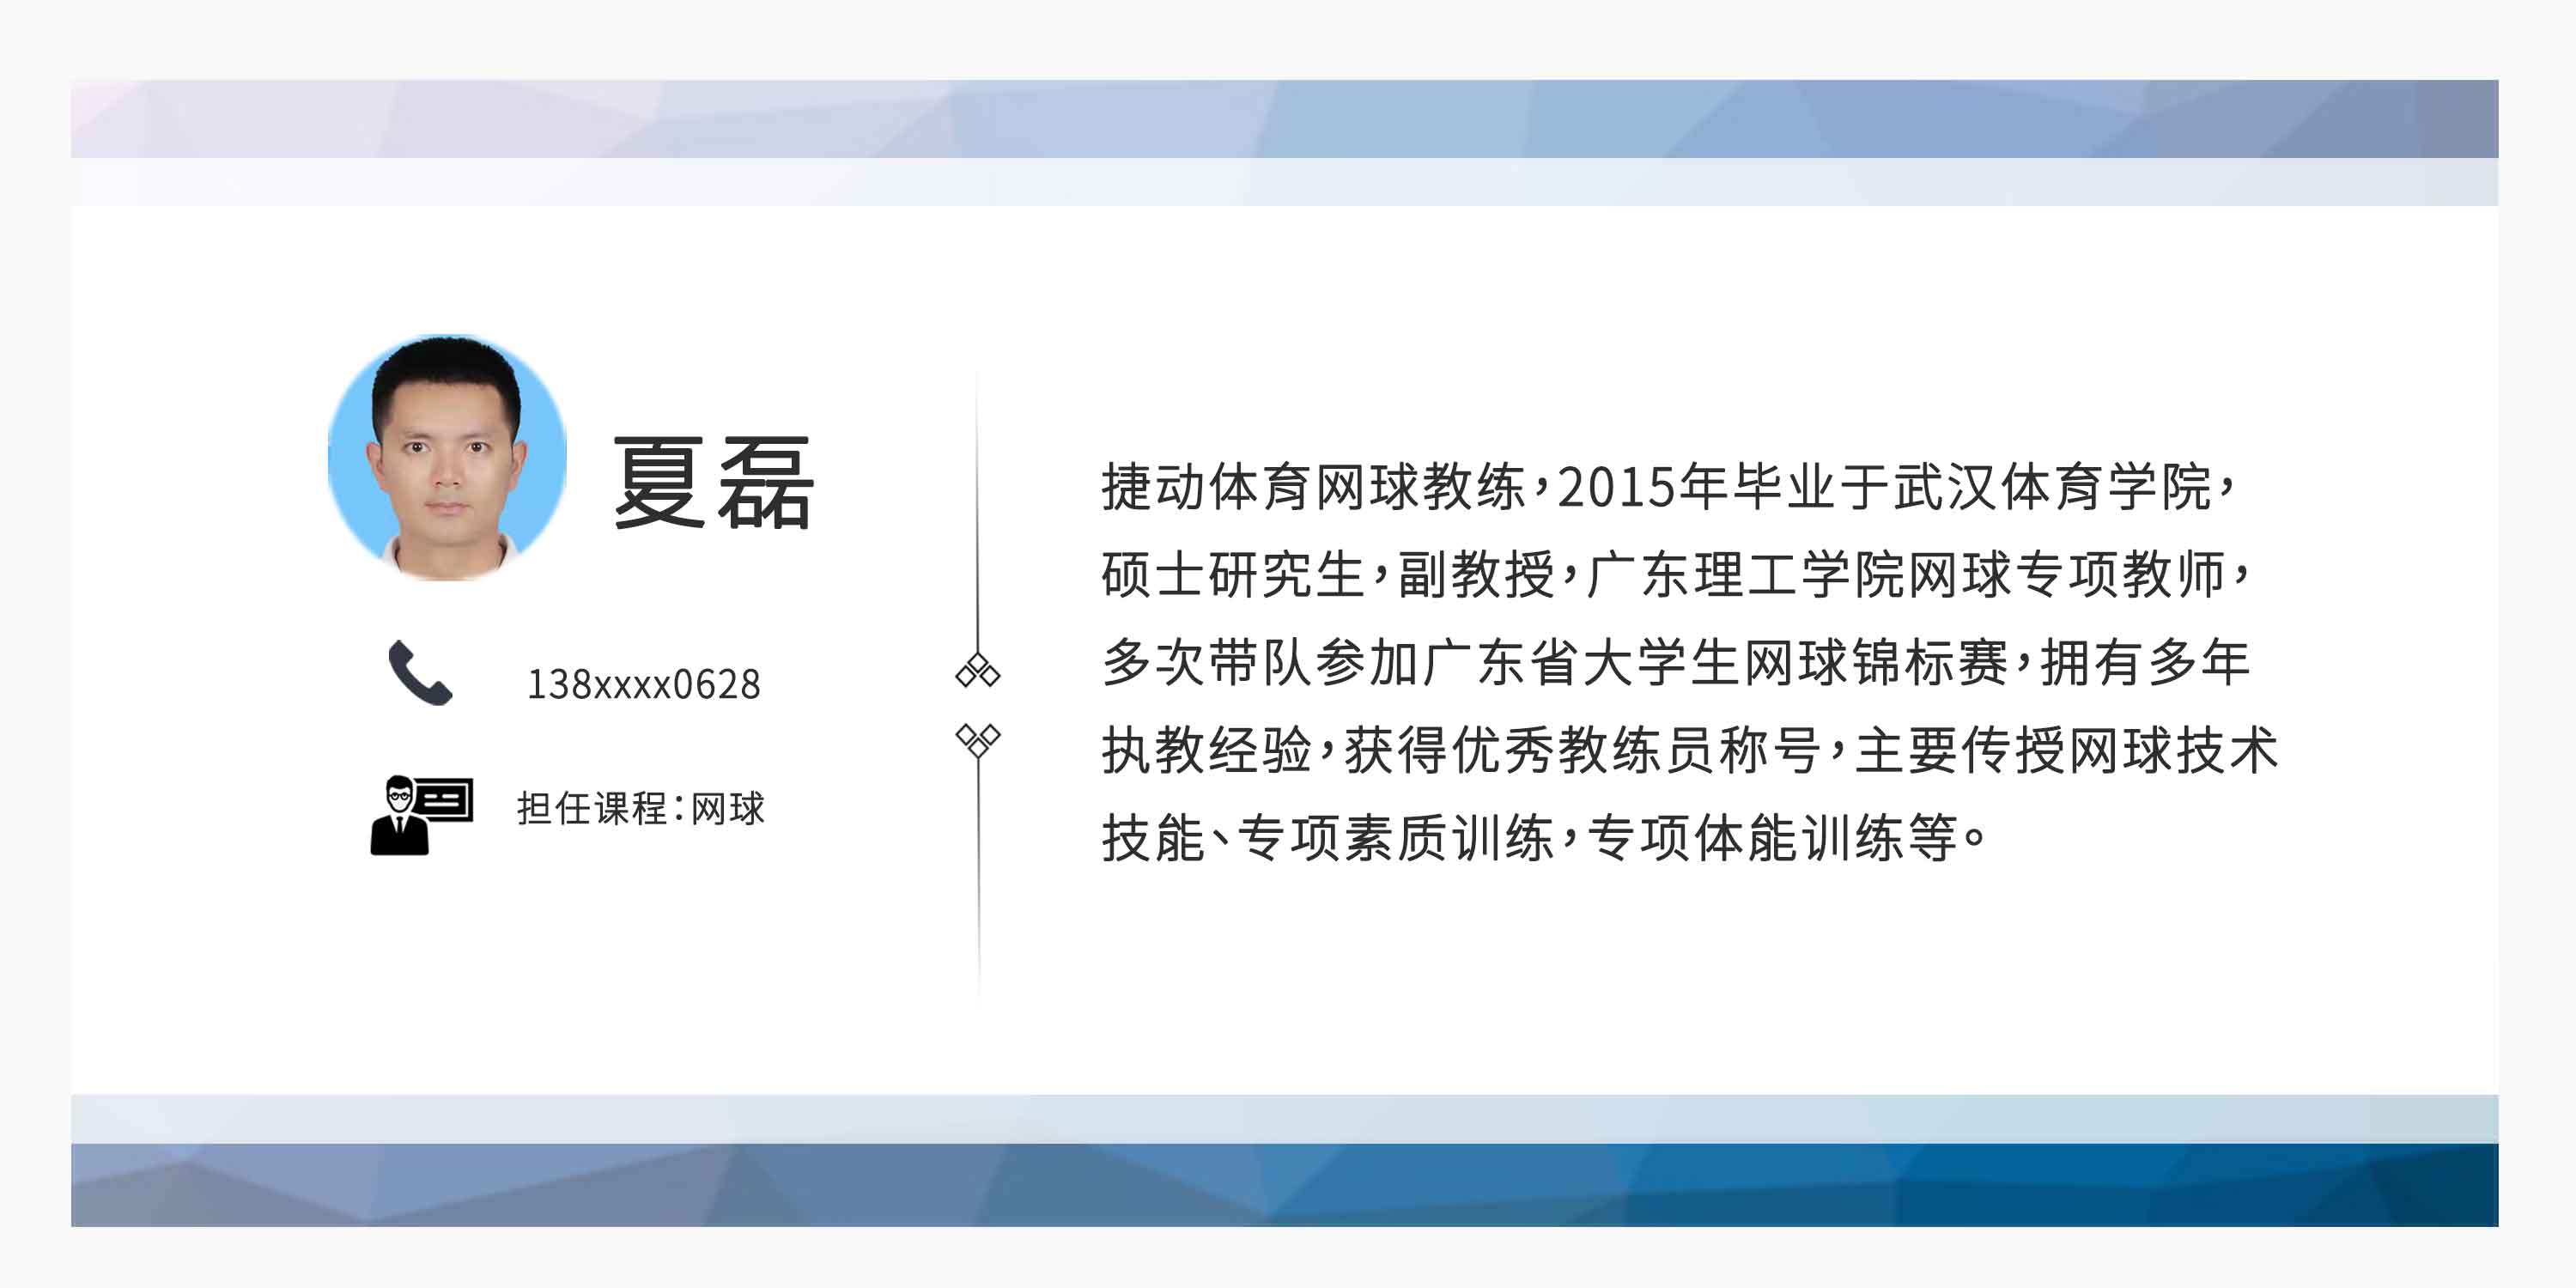 夏磊
138xxxx0628
担任课程：网球
捷动体育网球教练，2015年毕业于武汉体育学院，
硕士研究生，副教授，广东理工学院网球专项教师，
多次带队参加广东省大学生网球锦标赛，拥有多年
执教经验，获得优秀教练员称号，主要传授网球技术
技能、专项素质训练，专项体能训练等。